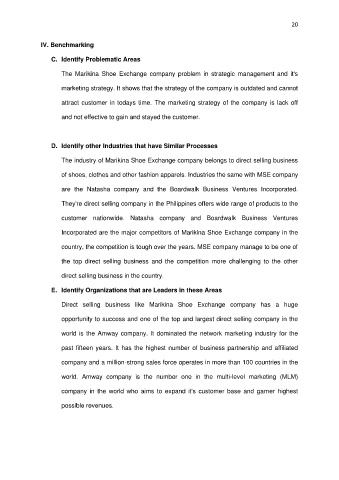 20
IV. Benchmarking
C. Identify Problematic Areas
The Marikina Shoe Exchange company problem in strategic management and it's
marketing strategy. It shows that the strategy of the company is outdated and cannot
attract customer in todays time. The marketing strategy of the company is lack off
and not effective to gain and stayed the customer.
D. Identify other Industries that have Similar Processes
The industry of Marikina Shoe Exchange company belongs to direct selling business
of shoes, clothes and other fashion apparels. Industries the same with MSE company
are the Natasha company and the Boardwalk Business Ventures Incorporated.
They're direct selling company in the Philippines offers wide range of products to the
customer nationwide. Natasha company and Boardwalk Business Ventures
Incorporated are the major competitors of Marikina Shoe Exchange company in the
country, the competition is tough over the years. MSE company manage to be one of
the top direct selling business and the competition more challenging to the other
direct selling business in the country.
E. Identify Organizations that are Leaders in these Areas
Direct selling business like Marikina Shoe Exchange company has a huge
opportunity to success and one of the top and largest direct selling company in the
world is the Amway company. It dominated the network marketing industry for the
past fifteen years. It has the highest number of business partnership and affiliated
company and a million-strong sales force operates in more than 100 countries in the
world. Amway company is the number one in the multi-level marketing (MLM)
company in the world who aims to expand it's customer base and garner highest
possible revenues.